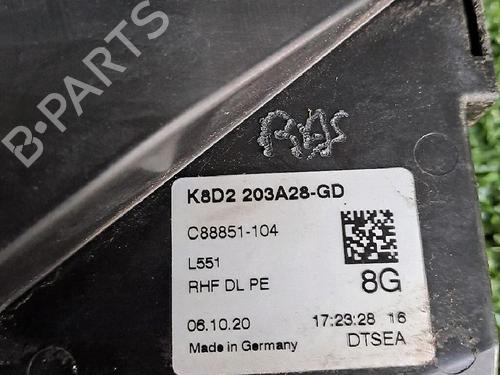 B-PARTS
K8D2 203A28-GD
C88851-104
L551
RHF DL PE
8G
06.10.20 17:23:28 16
Made in Germany DTSEA